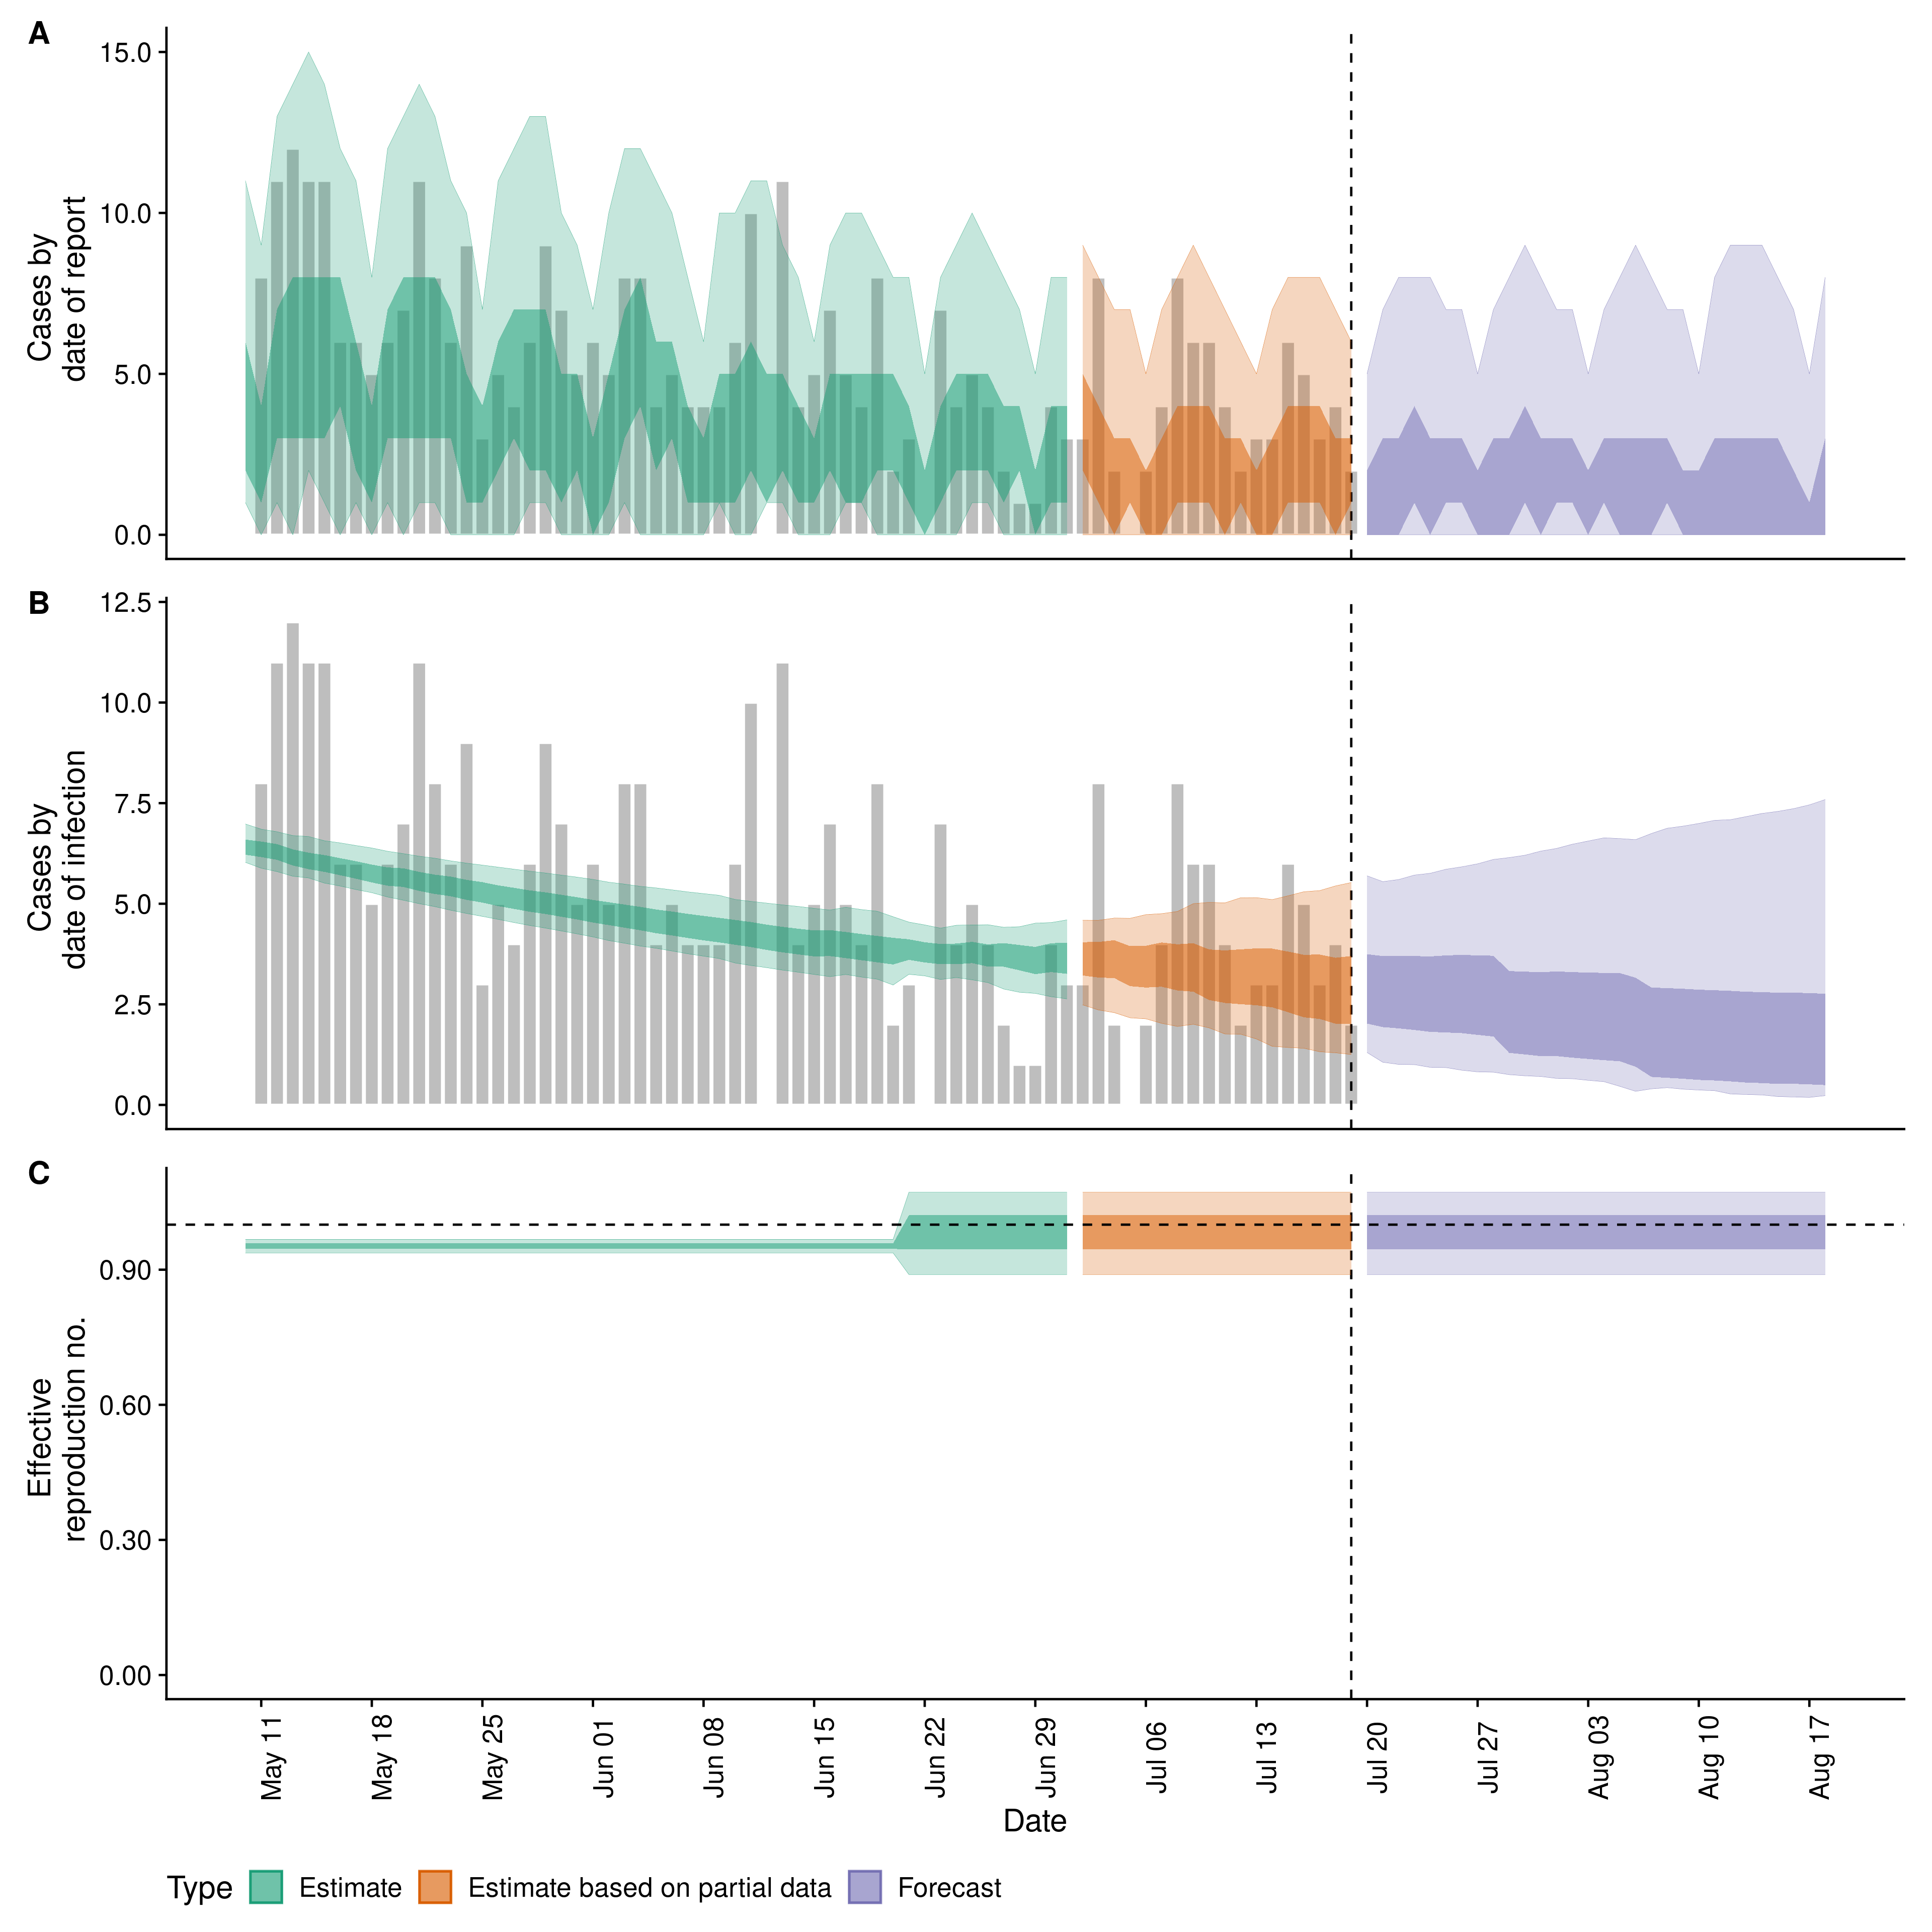 A
15.0
10.0
5.0
0.0
Cases by
date of report
B
12.5
10.0
7.5
5.0
2.5
0.0
Cases by
date of infection
C
0.90
0.60
0.30
0.00
Effective
reproduction no.
May 11 May 18 May 25 Jun 01 Jun 08 Jun 15 Jun 22 Jun 29 Jul 06 Jul 13 Jul 20 Jul 27 Aug 03 Aug 10 Aug 17
Date
Type Estimate Estimate based on partial data Forecast